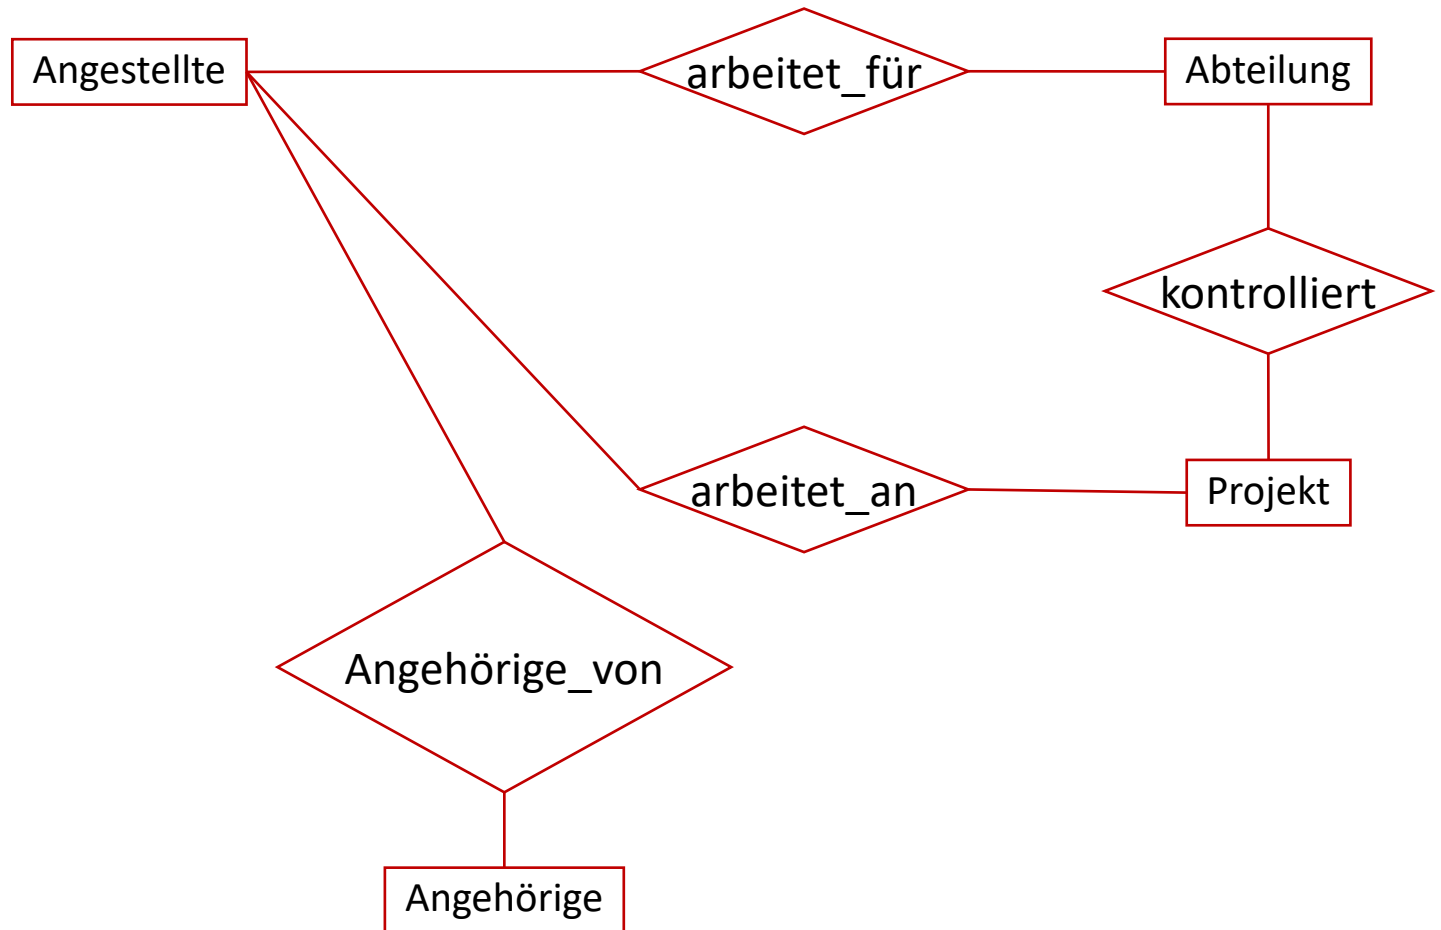 Angestellte
arbeitet_für
Abteilung
kontrolliert
arbeitet_an
Projekt
Angehörige_von
Angehörige